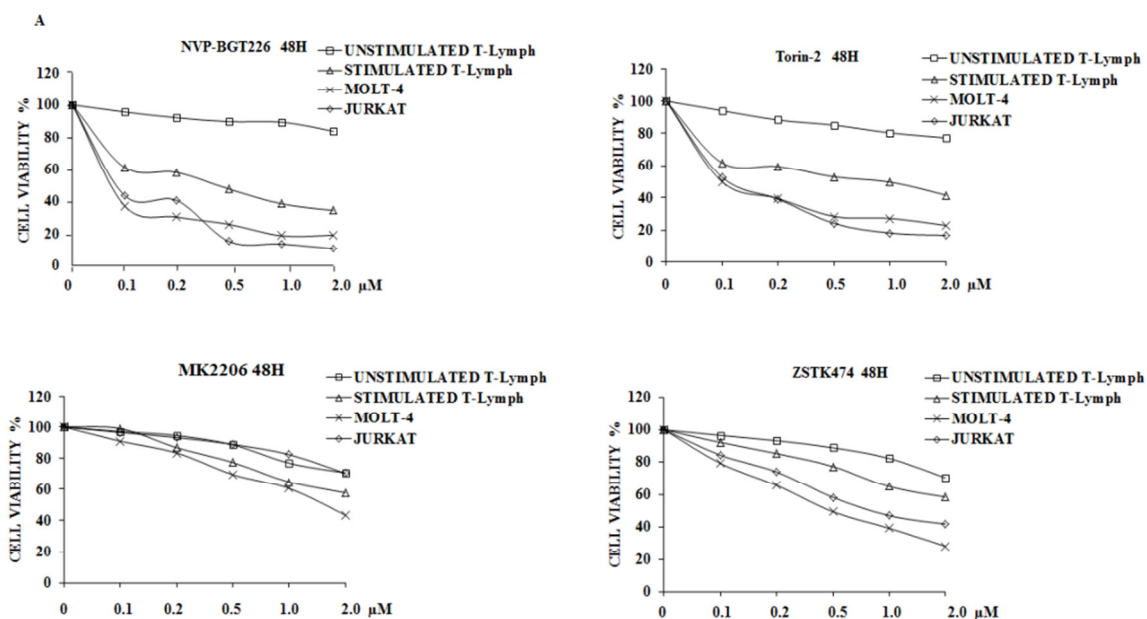 A
NVP-BGT226 48H
UNSTIMULATED T-Lymph
STIMULATED T-Lymph
MOLT-4
JURKAT
CELL VIABILITY %
120
100
80
60
40
20
0
0 0.1 0.2 0.5 1.0 2.0 µM
Torin-2 48H
UNSTIMULATED T-Lymph
STIMULATED T-Lymph
MOLT-4
JURKAT
CELL VIABILITY %
120
100
80
60
40
20
0
0 0.1 0.2 0.5 1.0 2.0 µM
MK2206 48H
UNSTIMULATED T-Lymph
STIMULATED T-Lymph
MOLT-4
JURKAT
CELL VIABILITY %
120
100
80
60
40
20
0
0 0.1 0.2 0.5 1.0 2.0 µM
ZSTK474 48H
UNSTIMULATED T-Lymph
STIMULATED T-Lymph
MOLT-4
JURKAT
CELL VIABILITY %
120
100
80
60
40
20
0
0 0.1 0.2 0.5 1.0 2.0 µM